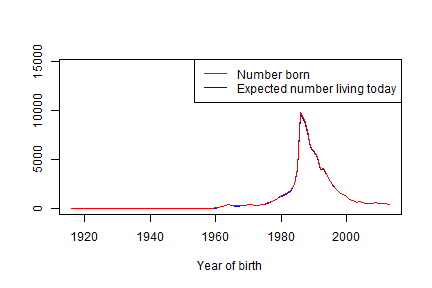 15000
10000
5000
0
Number born
Expected number living today
1920 1940 1960 1980 2000
Year of birth